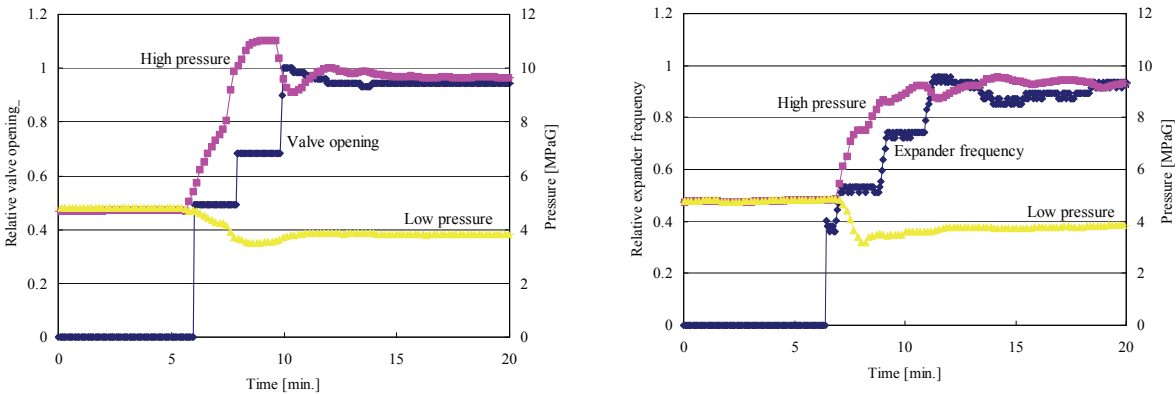 1.2
1
0.8
0.6
0.4
0.2
0
Relative valve opening_
12
10
8
6
4
2
0
Pressure [MPaG]
High pressure
Valve opening
Low pressure
0 5 10 15 20
Time [min.]
1.2
1
0.8
0.6
0.4
0.2
0
Relative expander frequency
12
10
8
6
4
2
0
Pressure [MPaG]
High pressure
Expander frequency
Low pressure
0 5 10 15 20
Time [min.]